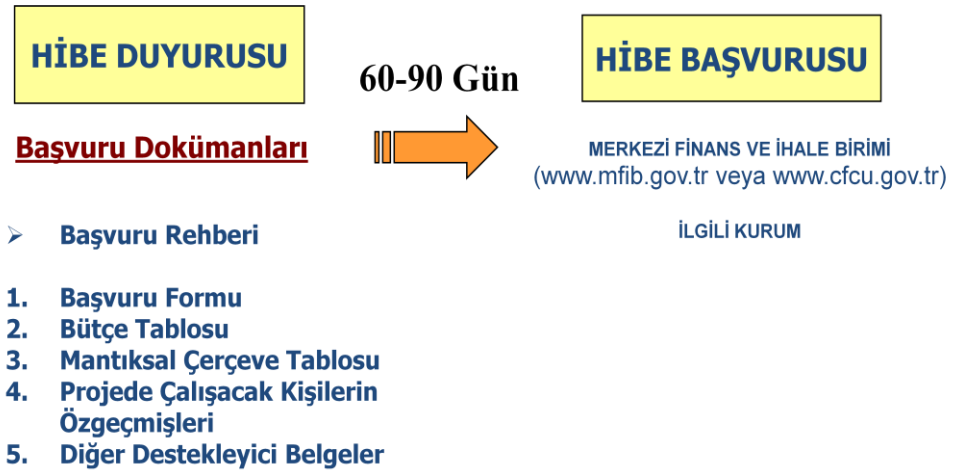 HİBE DUYURUSU
60-90 Gün
HİBE BAŞVURUSU
Başvuru Dokümanları
MERKEZİ FİNANS VE İHALE BİRİMİ
(www.mfib.gov.tr veya www.cfcu.gov.tr)
İLGİLİ KURUM
➢ Başvuru Rehberi
1. Başvuru Formu
2. Bütçe Tablosu
3. Mantıksal Çerçeve Tablosu
4. Projede Çalışacak Kişilerin
Özgeçmişleri
5. Diğer Destekleyici Belgeler